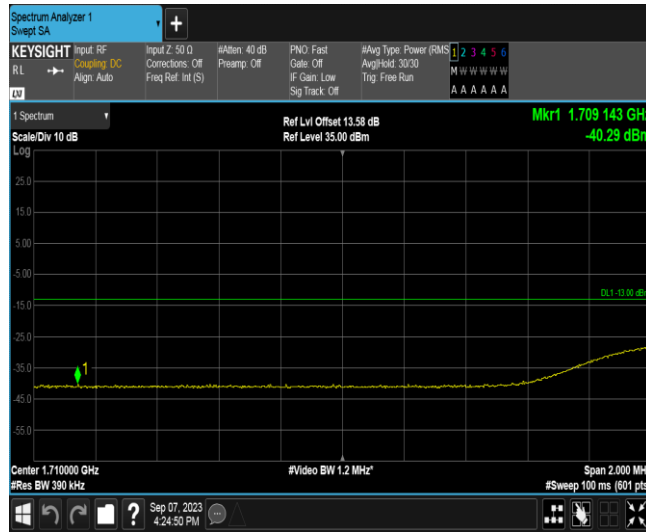 Spectrum Analyzer 1
Swept SA
+
KEYSIGHT Input: RF Input Z: 50 Ω #Atten: 40 dB PNO: Fast #Avg Type: Power (RMS 1 2 3 4 5 6
RL Coupling: DC Corrections: Off Preamp: Off Gate: Off Avg|Hold: 30/30 M W W W W W
Align: Auto Freq Ref: Int (S) IF Gain: Low Trig: Free Run
LXI Sig Track: Off A A A A A A
1 Spectrum Ref Lvl Offset 13.58 dB Mkr1 1.709 143 GHz
Scale/Div 10 dB Ref Level 35.00 dBm -40.29 dBm
Log
25.0
15.0
5.00
-5.00
DL1 -13.00 dBm
-15.0
-25.0
-35.0
1
-45.0
-55.0
Center 1.710000 GHz #Video BW 1.2 MHz* Span 2.000 MH
#Res BW 390 kHz #Sweep 100 ms (601 pts
? Sep 07, 2023
4:24:50 PM